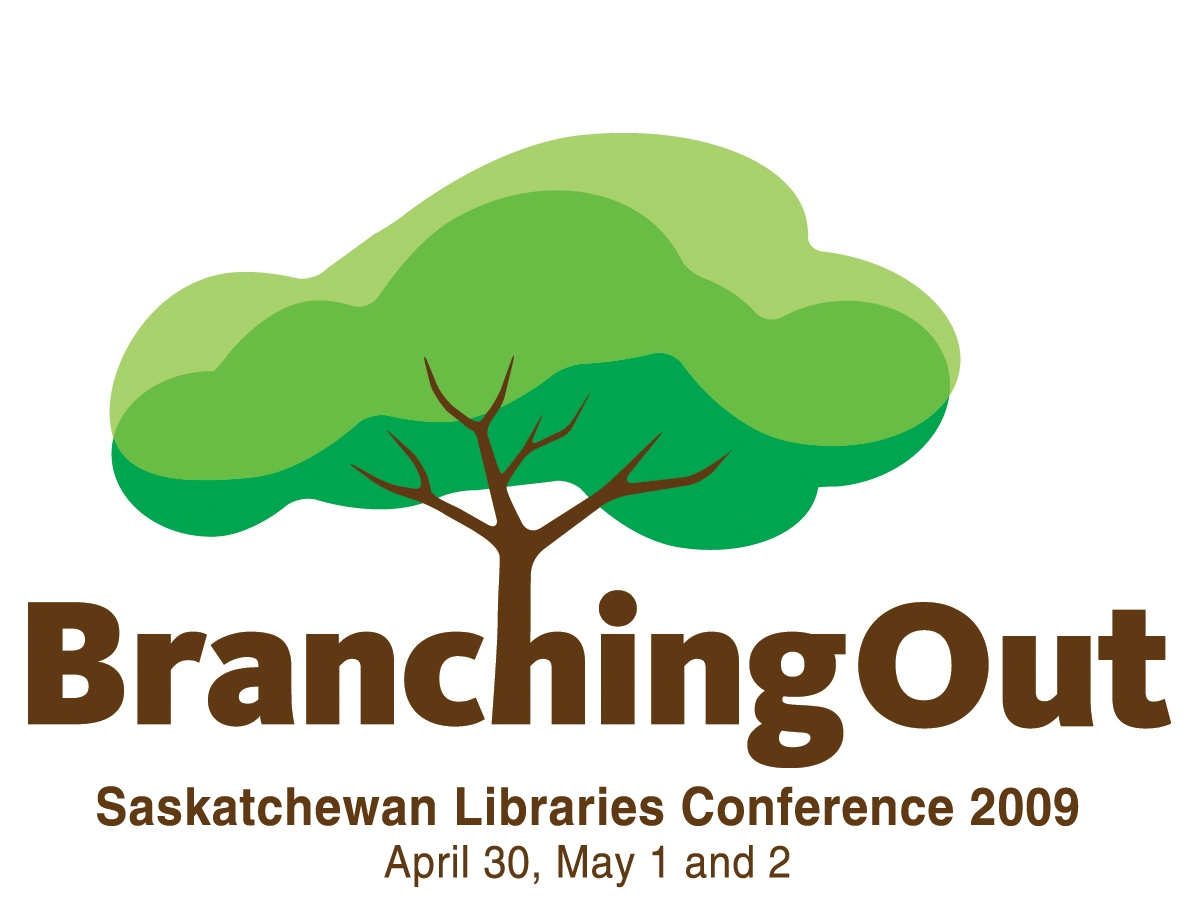 BranchingOut
Saskatchewan Libraries Conference 2009
April 30, May 1 and 2